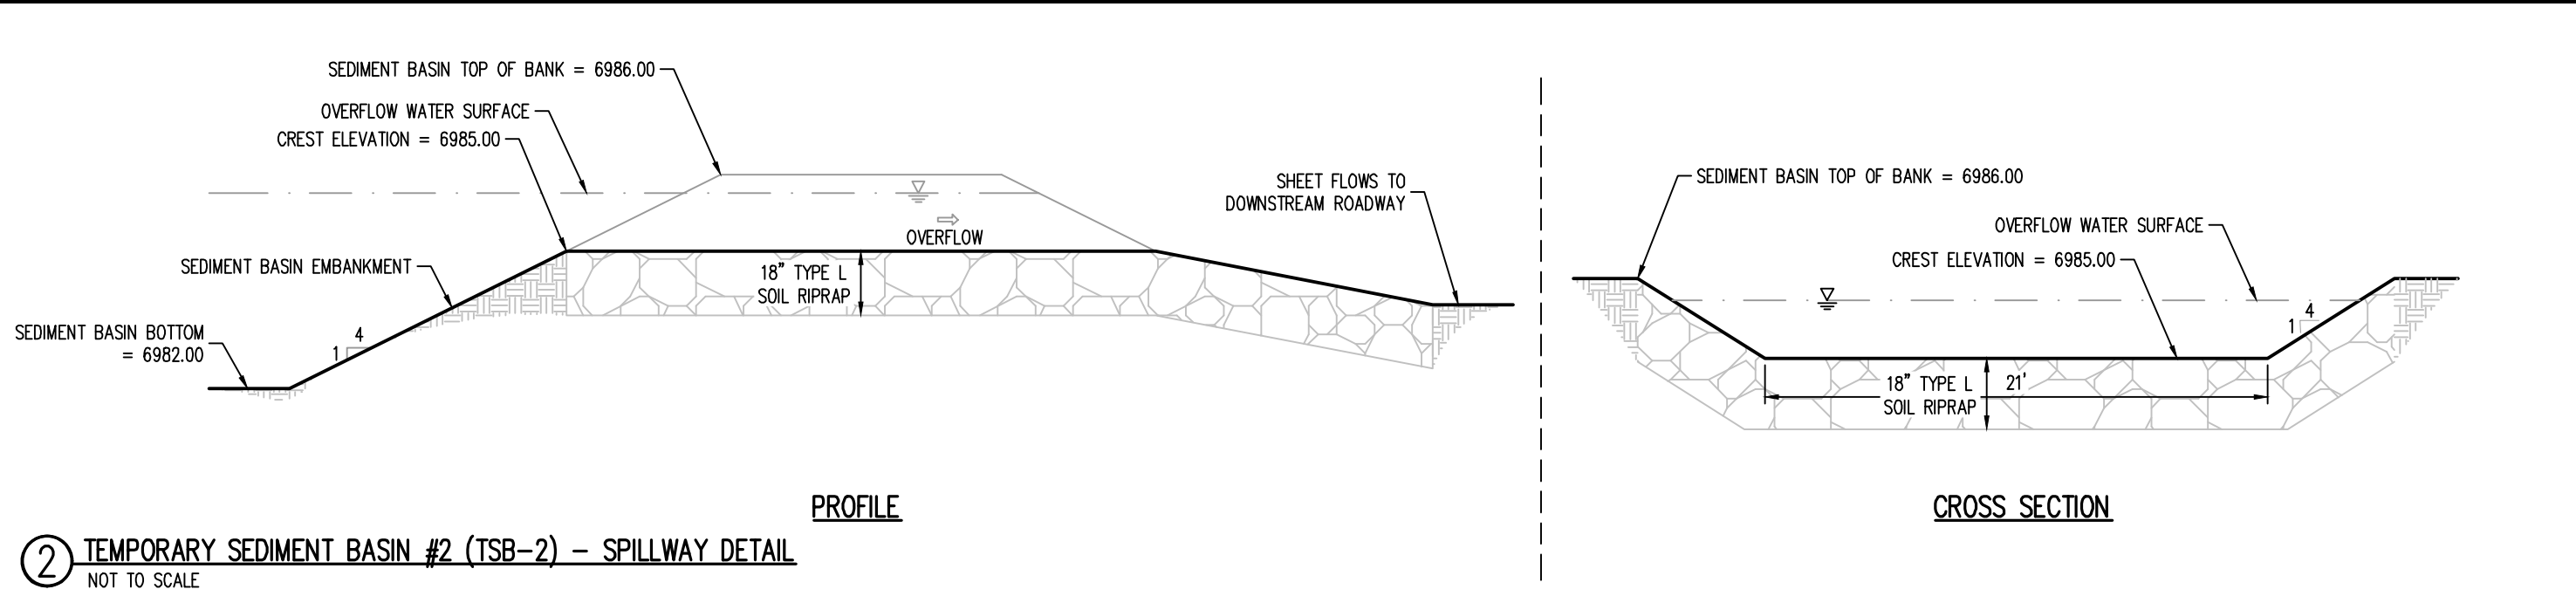 SEDIMENT BASIN TOP OF BANK = 6986.00
OVERFLOW WATER SURFACE
CREST ELEVATION = 6985.00
SEDIMENT BASIN EMBANKMENT
SEDIMENT BASIN BOTTOM
= 6982.00
4
1
OVERFLOW
18" TYPE L
SOIL RIPRAP
SHEET FLOWS TO
DOWNSTREAM ROADWAY
PROFILE
SEDIMENT BASIN TOP OF BANK = 6986.00
OVERFLOW WATER SURFACE
CREST ELEVATION = 6985.00
4
1
18" TYPE L
SOIL RIPRAP
21'
CROSS SECTION
2 TEMPORARY SEDIMENT BASIN #2 (TSB-2) - SPILLWAY DETAIL
NOT TO SCALE